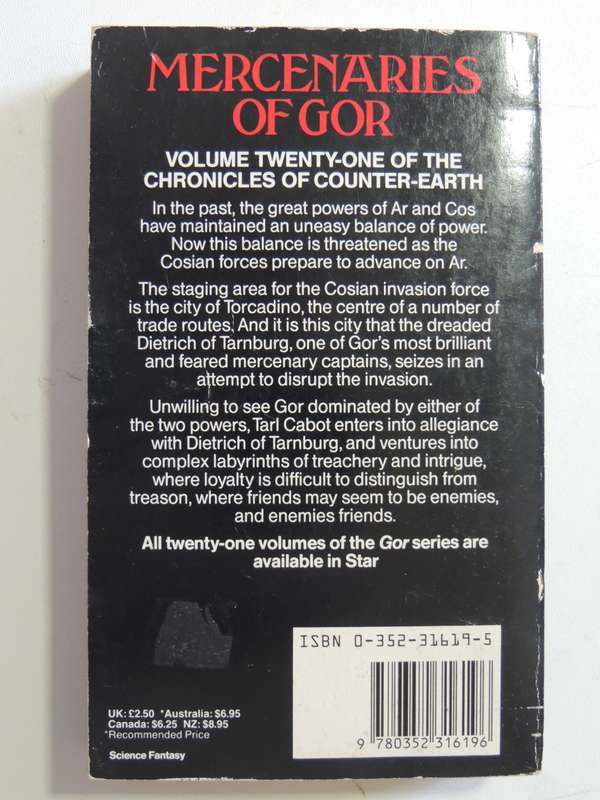 MERCENARIES
OF GOR
VOLUME TWENTY-ONE OF THE
CHRONICLES OF COUNTER-EARTH
In the past, the great powers of Ar and Cos
have maintained an uneasy balance of power.
Now this balance is threatened as the
Cosian forces prepare to advance on Ar.
The staging area for the Cosian invasion force
is the city of Torcadino, the centre of a number of
trade routes. And it is this city that the dreaded
Dietrich of Tarnburg, one of Gor's most brilliant
and feared mercenary captains, seizes in an
attempt to disrupt the invasion.
Unwilling to see Gor dominated by either of
the two powers, Tarl Cabot enters into allegiance
with Dietrich of Tarnburg, and ventures into
complex labyrinths of treachery and intrigue,
where loyalty is difficult to distinguish from
treason, where friends may seem to be enemies,
and enemies friends.
All twenty-one volumes of the Gor series are
available in Star
ISBN 0-352-31619-5
9 780352 316196
UK: £2.50 *Australia: $6.95
Canada: $6.25 NZ: $8.95
*Recommended Price
Science Fantasy